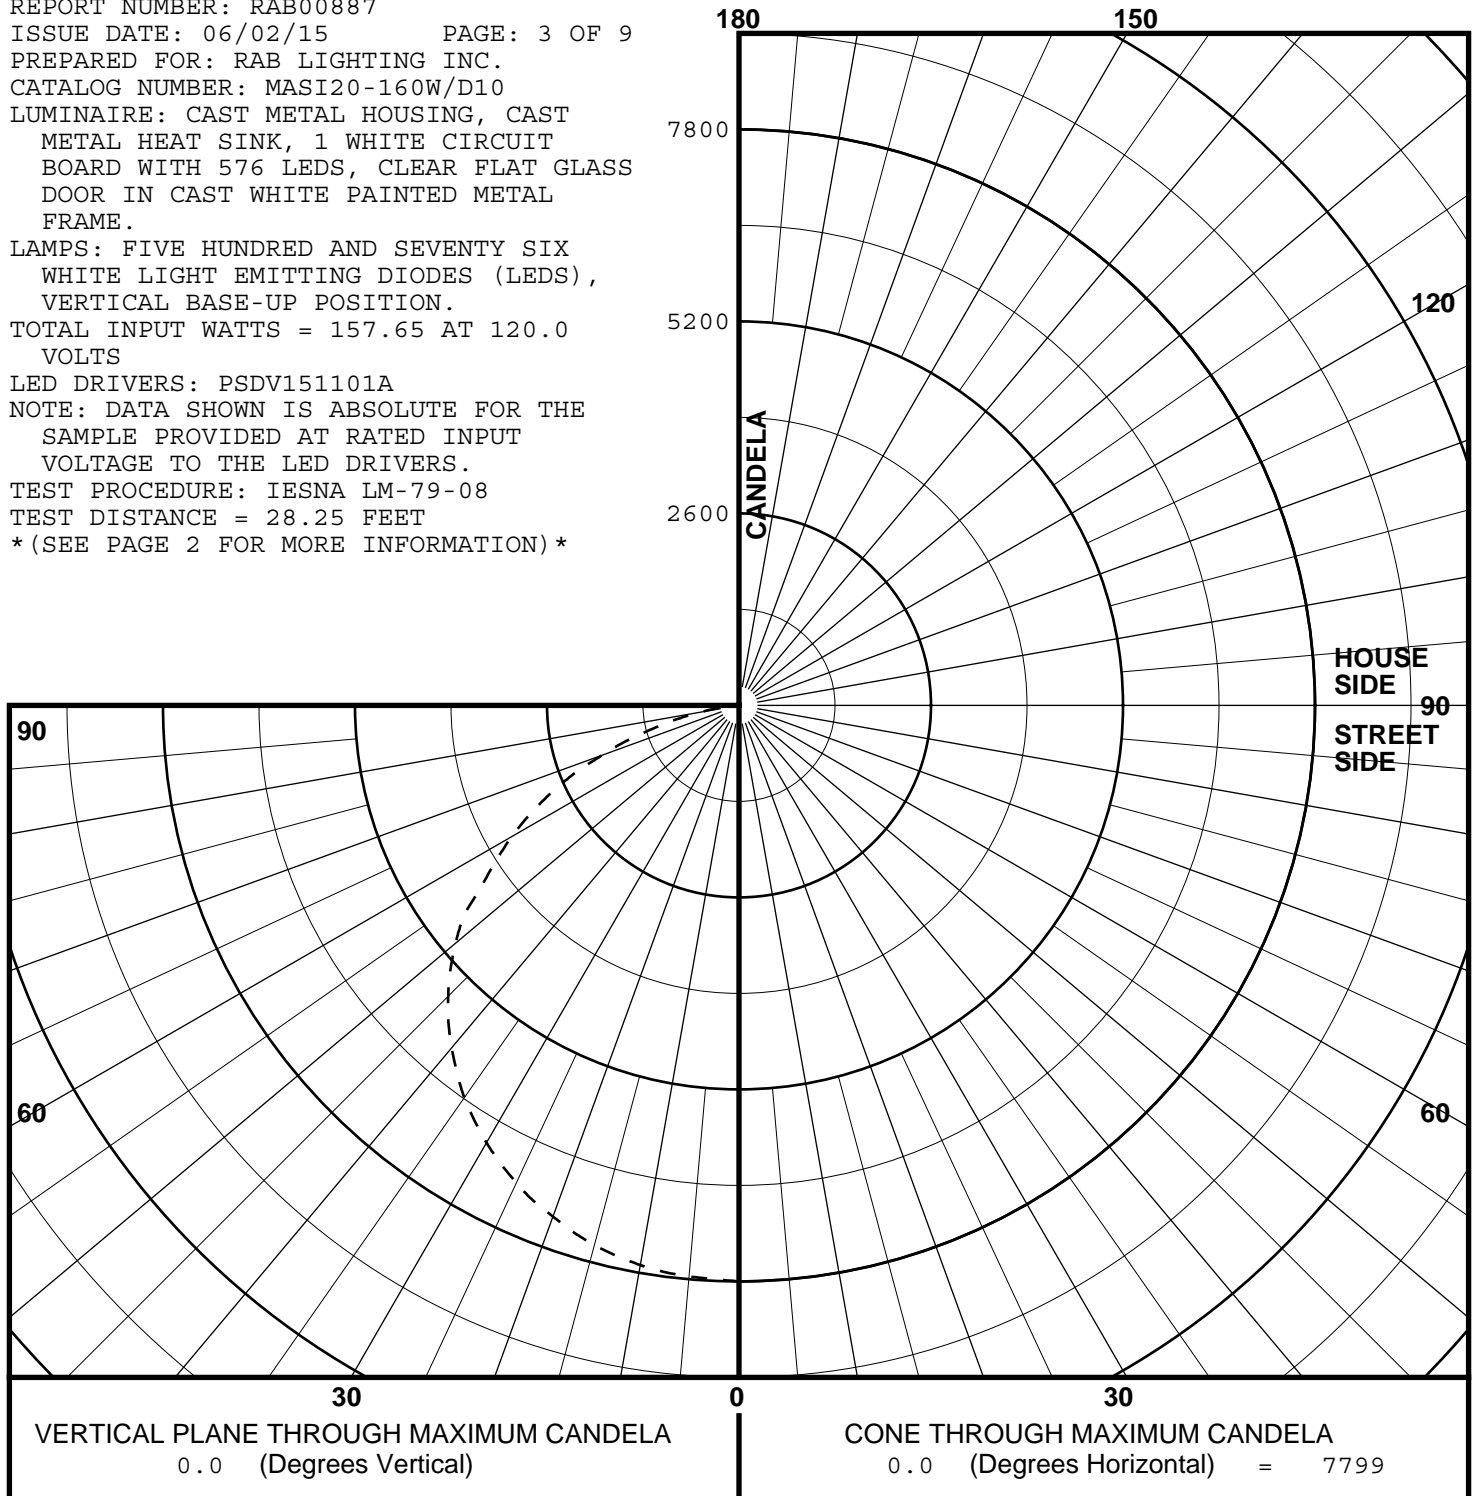 REPORT NUMBER: RAB00887
ISSUE DATE: 06/02/15 PAGE: 3 OF 9
PREPARED FOR: RAB LIGHTING INC.
CATALOG NUMBER: MASI20-160W/D10
LUMINAIRE: CAST METAL HOUSING, CAST
METAL HEAT SINK, 1 WHITE CIRCUIT
BOARD WITH 576 LEDS, CLEAR FLAT GLASS
DOOR IN CAST WHITE PAINTED METAL
FRAME.
LAMPS: FIVE HUNDRED AND SEVENTY SIX
WHITE LIGHT EMITTING DIODES (LEDS),
VERTICAL BASE-UP POSITION.
TOTAL INPUT WATTS = 157.65 AT 120.0
VOLTS
LED DRIVERS: PSDV151101A
NOTE: DATA SHOWN IS ABSOLUTE FOR THE
SAMPLE PROVIDED AT RATED INPUT
VOLTAGE TO THE LED DRIVERS.
TEST PROCEDURE: IESNA LM-79-08
TEST DISTANCE = 28.25 FEET
*(SEE PAGE 2 FOR MORE INFORMATION)*
180
150
7800
120
5200
CANDELA
2600
HOUSE
SIDE
90
90
STREET
SIDE
60
60
30
0
30
VERTICAL PLANE THROUGH MAXIMUM CANDELA
0.0 (Degrees Vertical)
CONE THROUGH MAXIMUM CANDELA
0.0 (Degrees Horizontal) = 7799